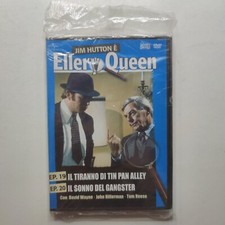 JIM HUTTON È
Ellery Queen
EP. 19 IL TIRANNO DI TIN PAN ALLEY
EP. 20 IL SONNO DEL GANGSTER
Con David Wayne - John Hillerman - Tom Reese